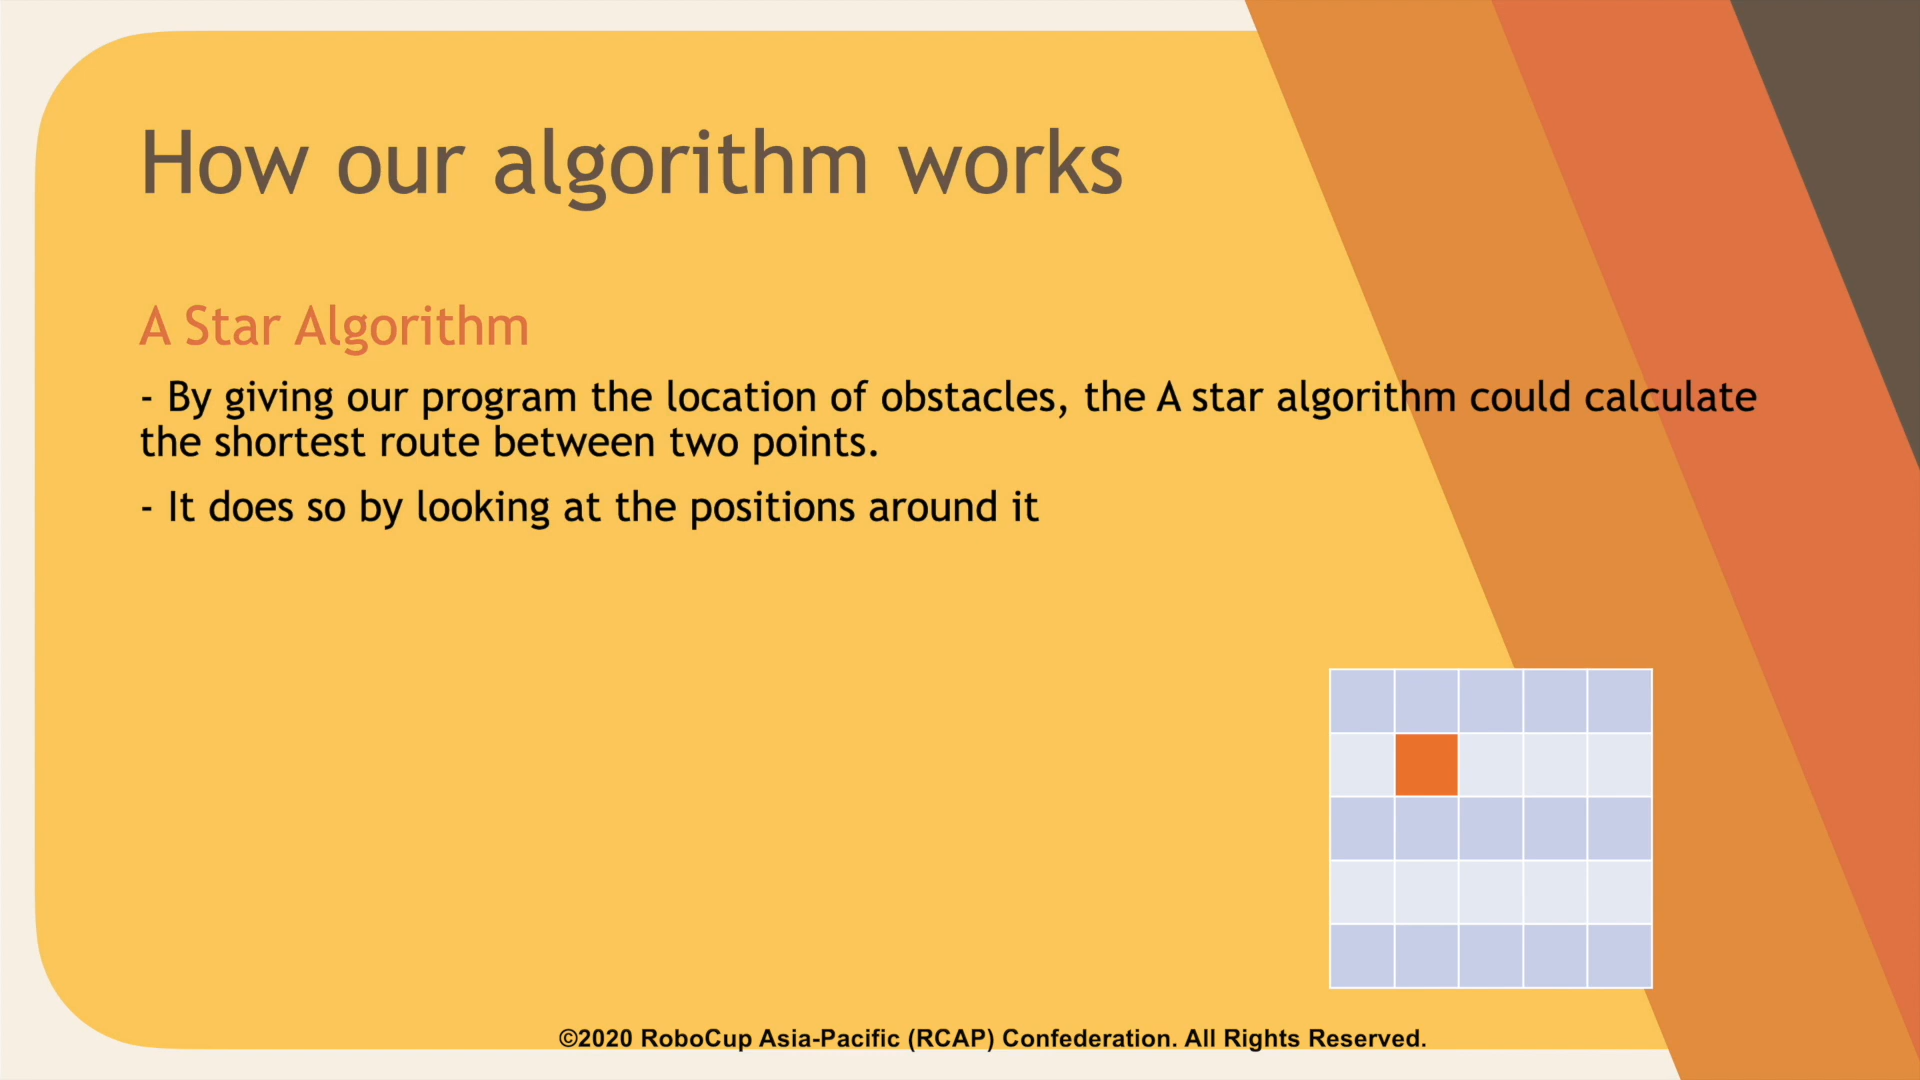 How our algorithm works
A Star Algorithm
- By giving our program the location of obstacles, the A star algorithm could calculate
the shortest route between two points.
- It does so by looking at the positions around it
©2020 RoboCup Asia-Pacific (RCAP) Confederation. All Rights Reserved.